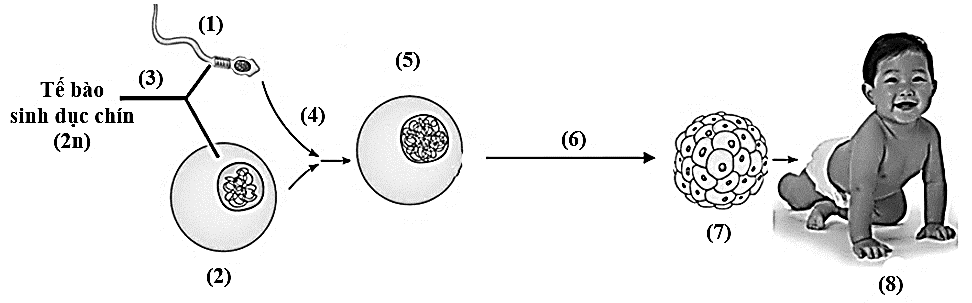 (1)
(3)
Tế bào
sinh dục chín
(2n)
(2)
(4)
(5)
(6)
(7)
(8)